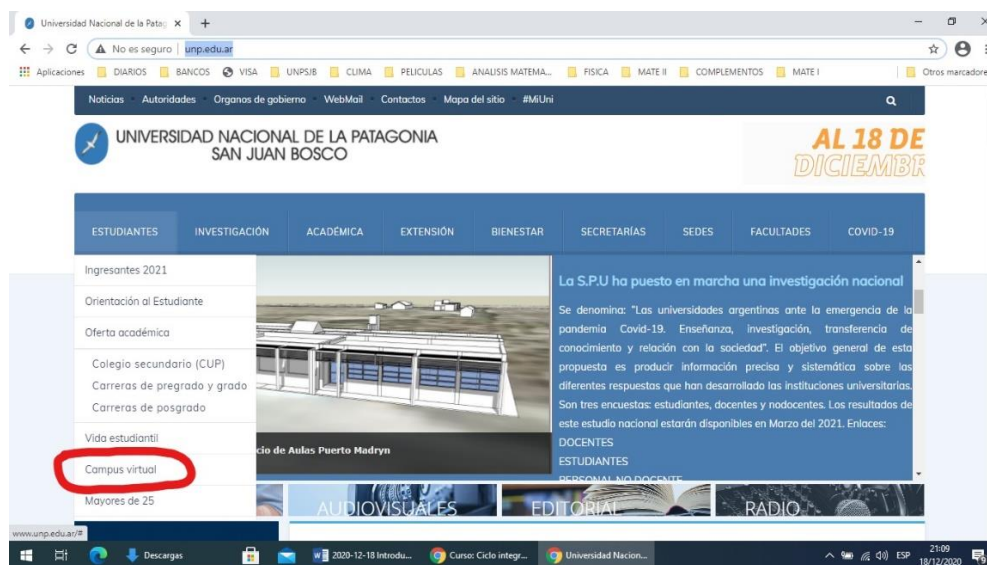 Universidad Nacional de la Patag
No es seguro | unp.edu.ar
Aplicaciones DIARIOS BANCOS VISA UNPSJB CLIMA PELICULAS ANALISIS MATEMA... FISICA MATE II COMPLEMENTOS MATE I Otros marcadore
Noticias Autoridades Organos de gobierno WebMail Contactos Mapa del sitio #MiUni
UNIVERSIDAD NACIONAL DE LA PATAGONIA
SAN JUAN BOSCO
AL 18 DE
DICIEMBR
ESTUDIANTES INVESTIGACIÓN ACADÉMICA EXTENSIÓN BIENESTAR SECRETARÍAS SEDES FACULTADES COVID-19
Ingresantes 2021
Orientación al Estudiante
Oferta académica
Colegio secundario (CUP)
Carreras de pregrado y grado
Carreras de posgrado
Vida estudiantil
Campus virtual
Mayores de 25
cio de Aulas Puerto Madryn
La S.P.U ha puesto en marcha una investigación nacional
Se denomina: "Las universidades argentinas ante la emergencia de la
pandemia Covid-19. Enseñanza, investigación, transferencia de
conocimiento y relación con la sociedad". El objetivo general de esta
propuesta es producir información precisa y sistemática sobre las
diferentes respuestas que han desarrollado las instituciones universitarias.
Son tres encuestas: estudiantes, docentes y nodocentes. Los resultados de
este estudio nacional estarán disponibles en Marzo del 2021. Enlaces:
DOCENTES
ESTUDIANTES
PERSONAL NO DOCENTE
AUDIOVISUALES EDITORIAL RADIO
www.unp.edu.ar/#
Descargas 2020-12-18 Introdu... Curso: Ciclo integr... Universidad Nacion... ESP 21:09
18/12/2020